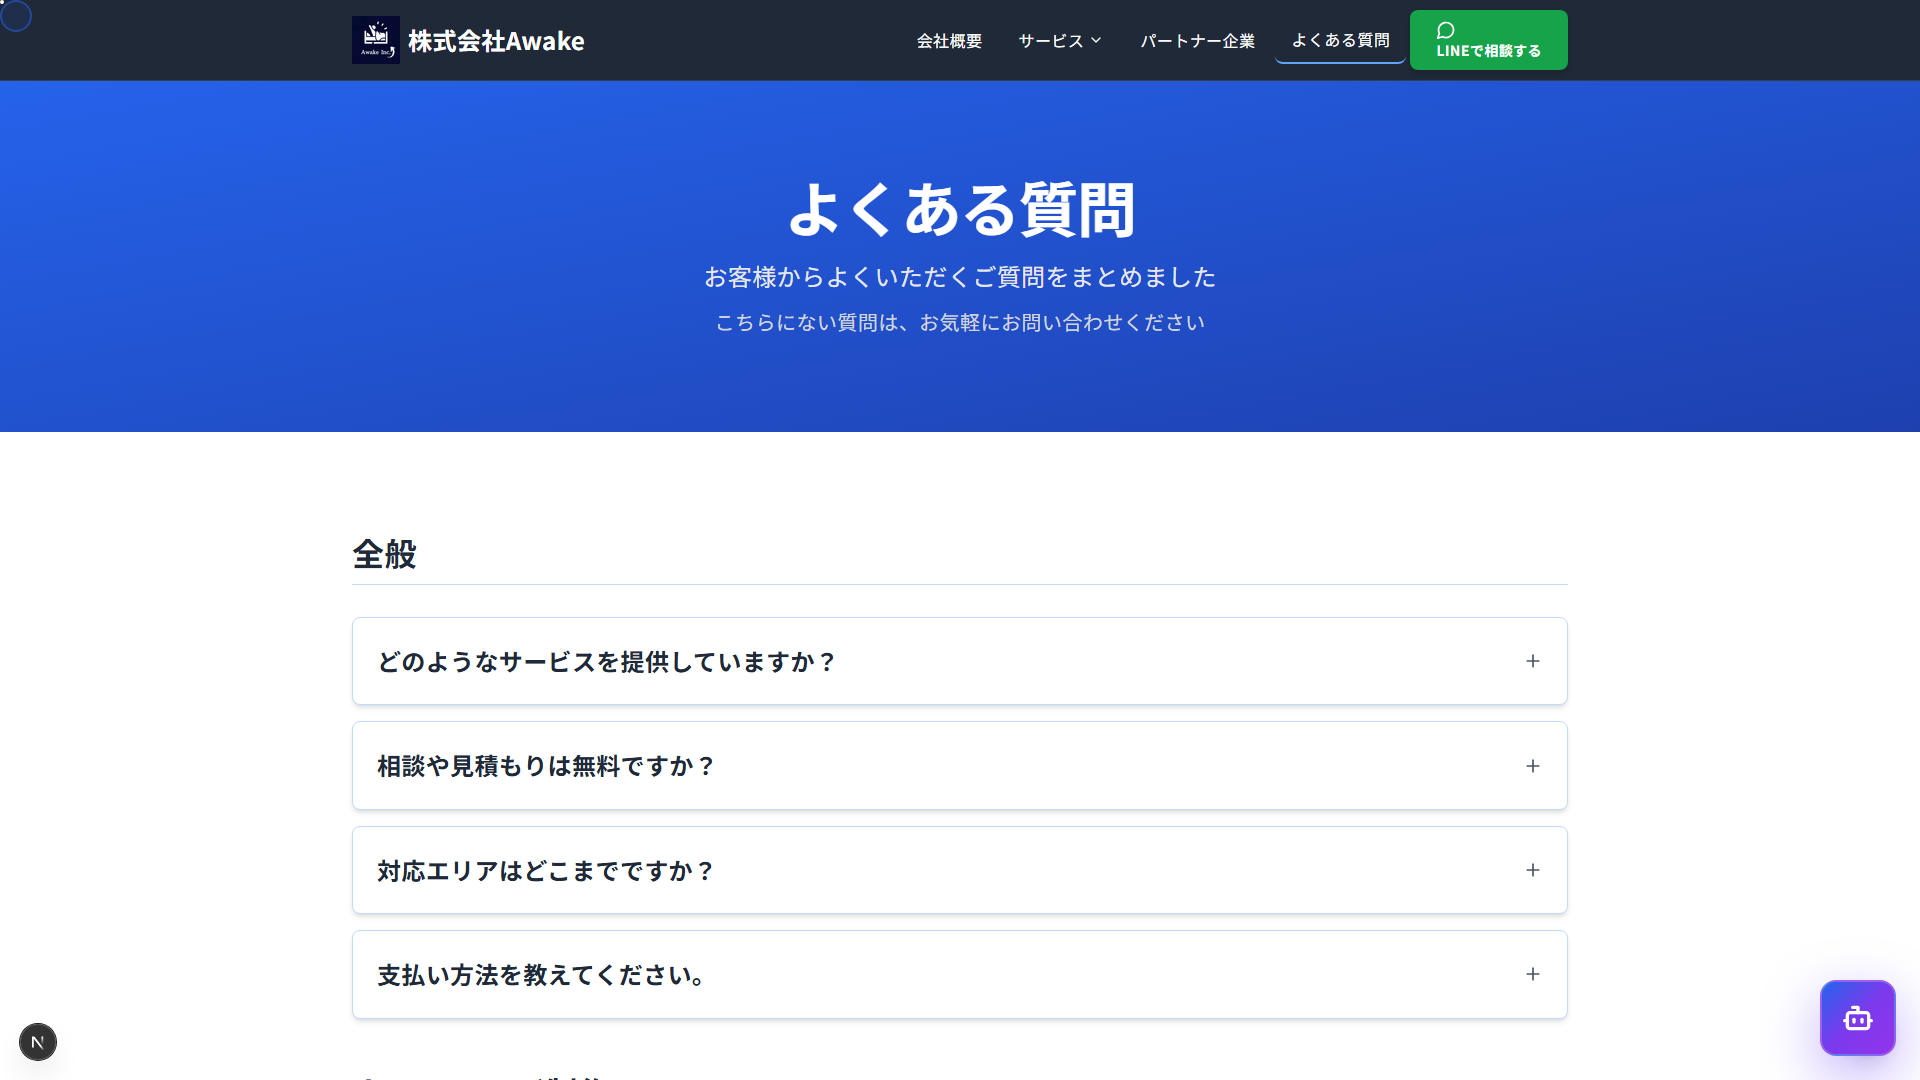 Awake Inc.
株式会社Awake
会社概要
サービス
パートナー企業
よくある質問
LINEで相談する
よくある質問
お客様からよくいただくご質問をまとめました
こちらにない質問は、お気軽にお問い合わせください
全般
どのようなサービスを提供していますか？
相談や見積もりは無料ですか？
対応エリアはどこまでですか？
支払い方法を教えてください。
N